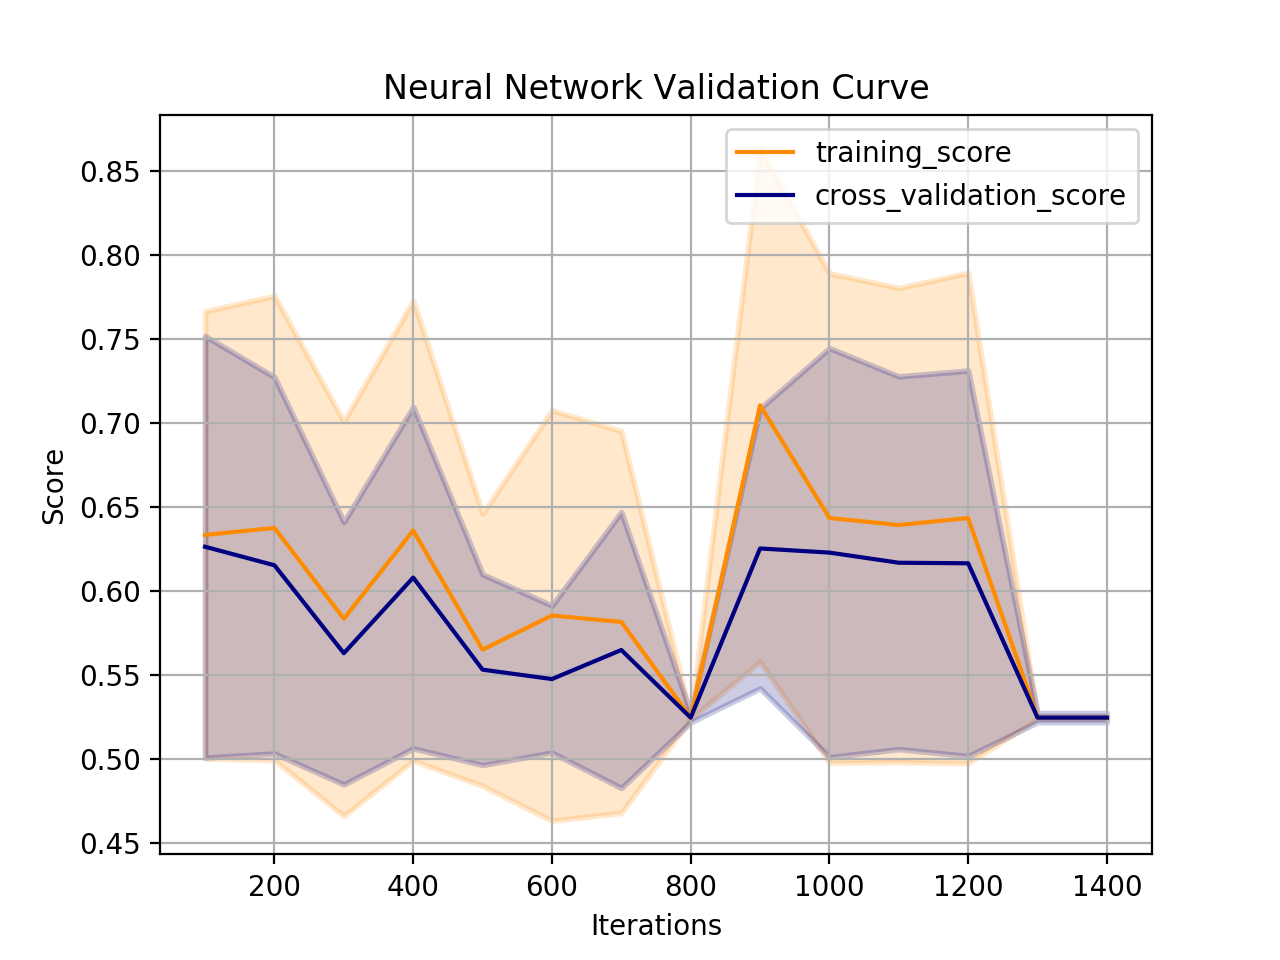 Neural Network Validation Curve
training_score
cross_validation_score
0.85
0.80
0.75
0.70
0.65
0.60
0.55
0.50
0.45
Score
200 400 600 800 1000 1200 1400
Iterations